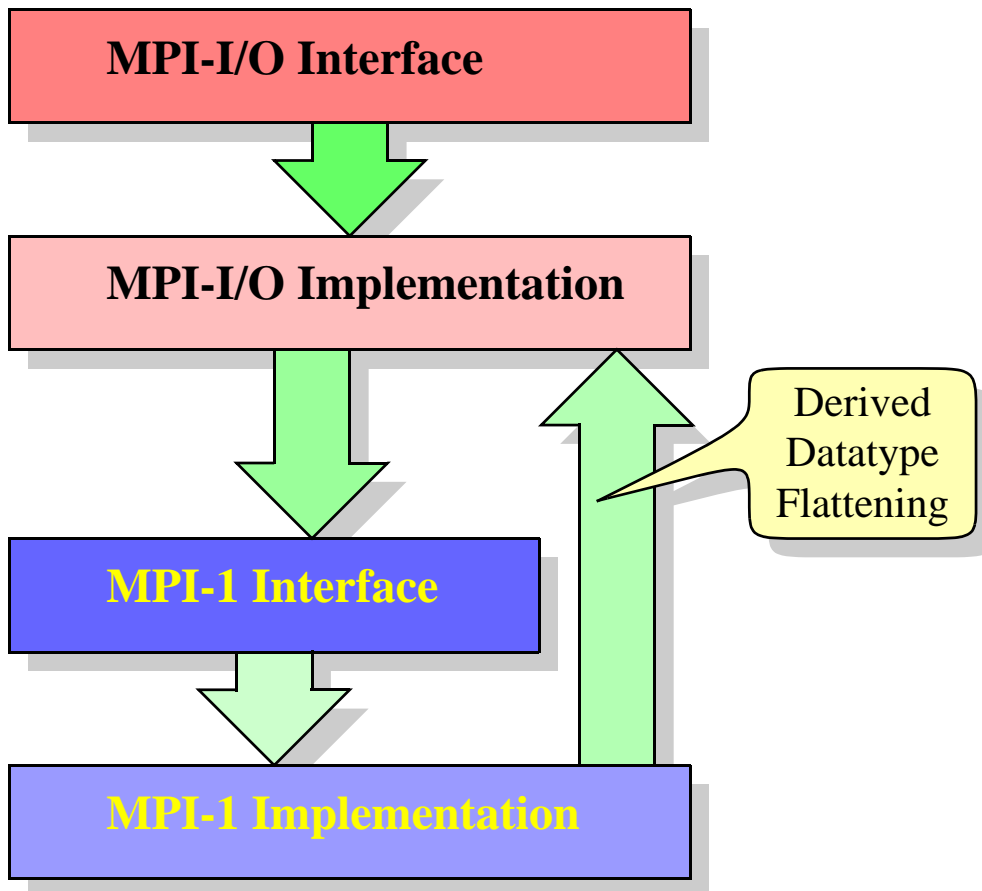 MPI-I/O Interface
MPI-I/O Implementation
Derived
Datatype
Flattening
MPI-1 Interface
MPI-1 Implementation